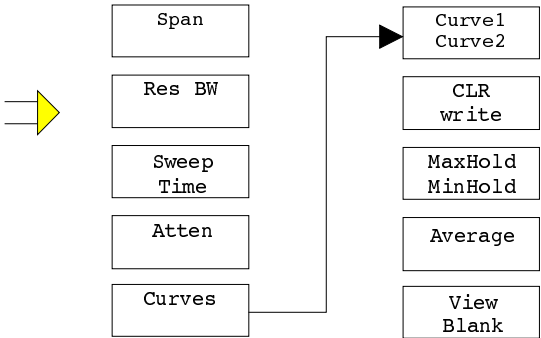 Span
Res BW
Sweep
Time
Atten
Curves
Curve1
Curve2
CLR
write
MaxHold
MinHold
Average
View
Blank